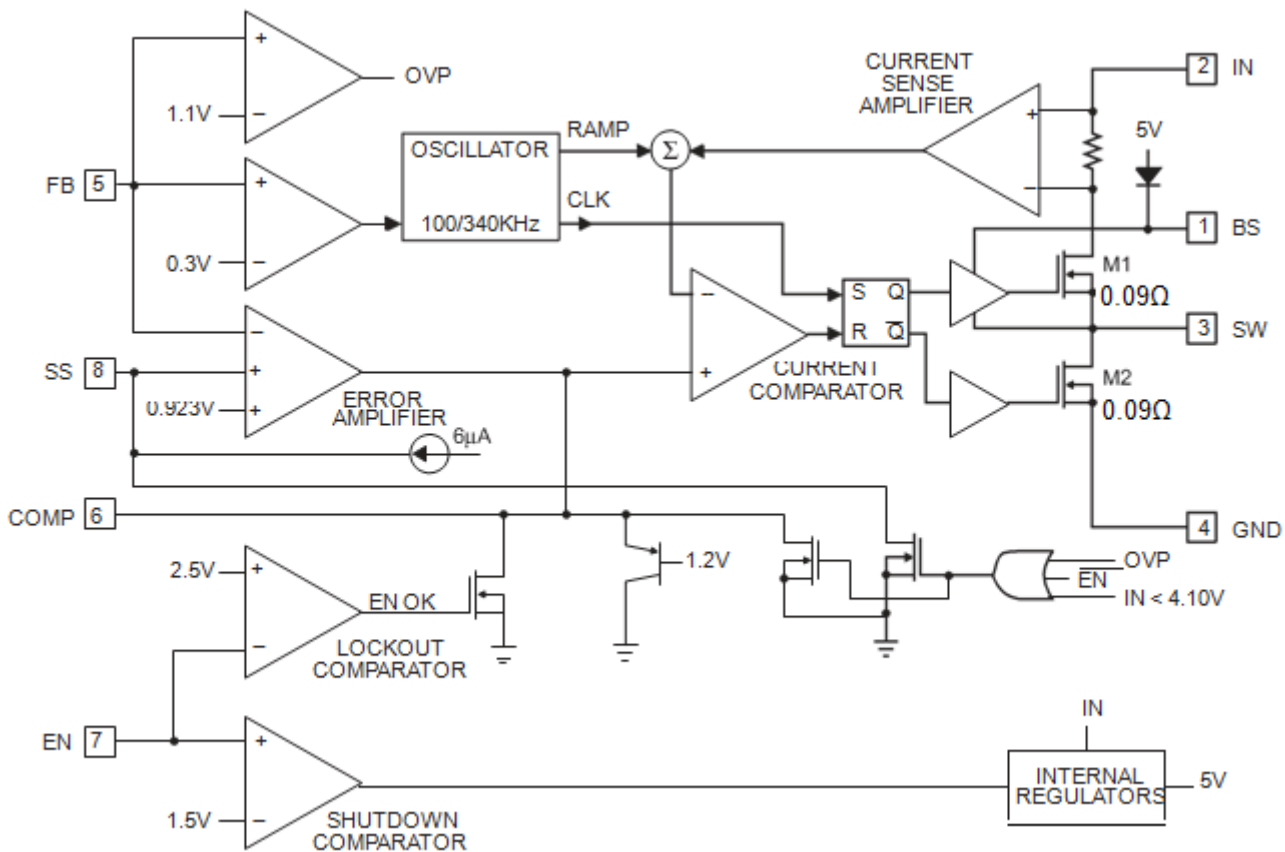 +
OVP
1.1V
−
CURRENT
SENSE
AMPLIFIER
2
IN
+
−
5V
RAMP
OSCILLATOR
Σ
CLK
100/340KHz
FB
5
+
0.3V
−
1
BS
M1
0.09Ω
S Q
R Q̅
3
SW
−
+
CURRENT
COMPARATOR
M2
0.09Ω
−
SS
8
+
0.923V
+
ERROR
AMPLIFIER
6µA
COMP
6
4
GND
2.5V
+
EN OK
−
LOCKOUT
COMPARATOR
1.2V
OVP
E̅N̅
IN < 4.10V
EN
7
+
1.5V
−
SHUTDOWN
COMPARATOR
IN
INTERNAL
REGULATORS
5V